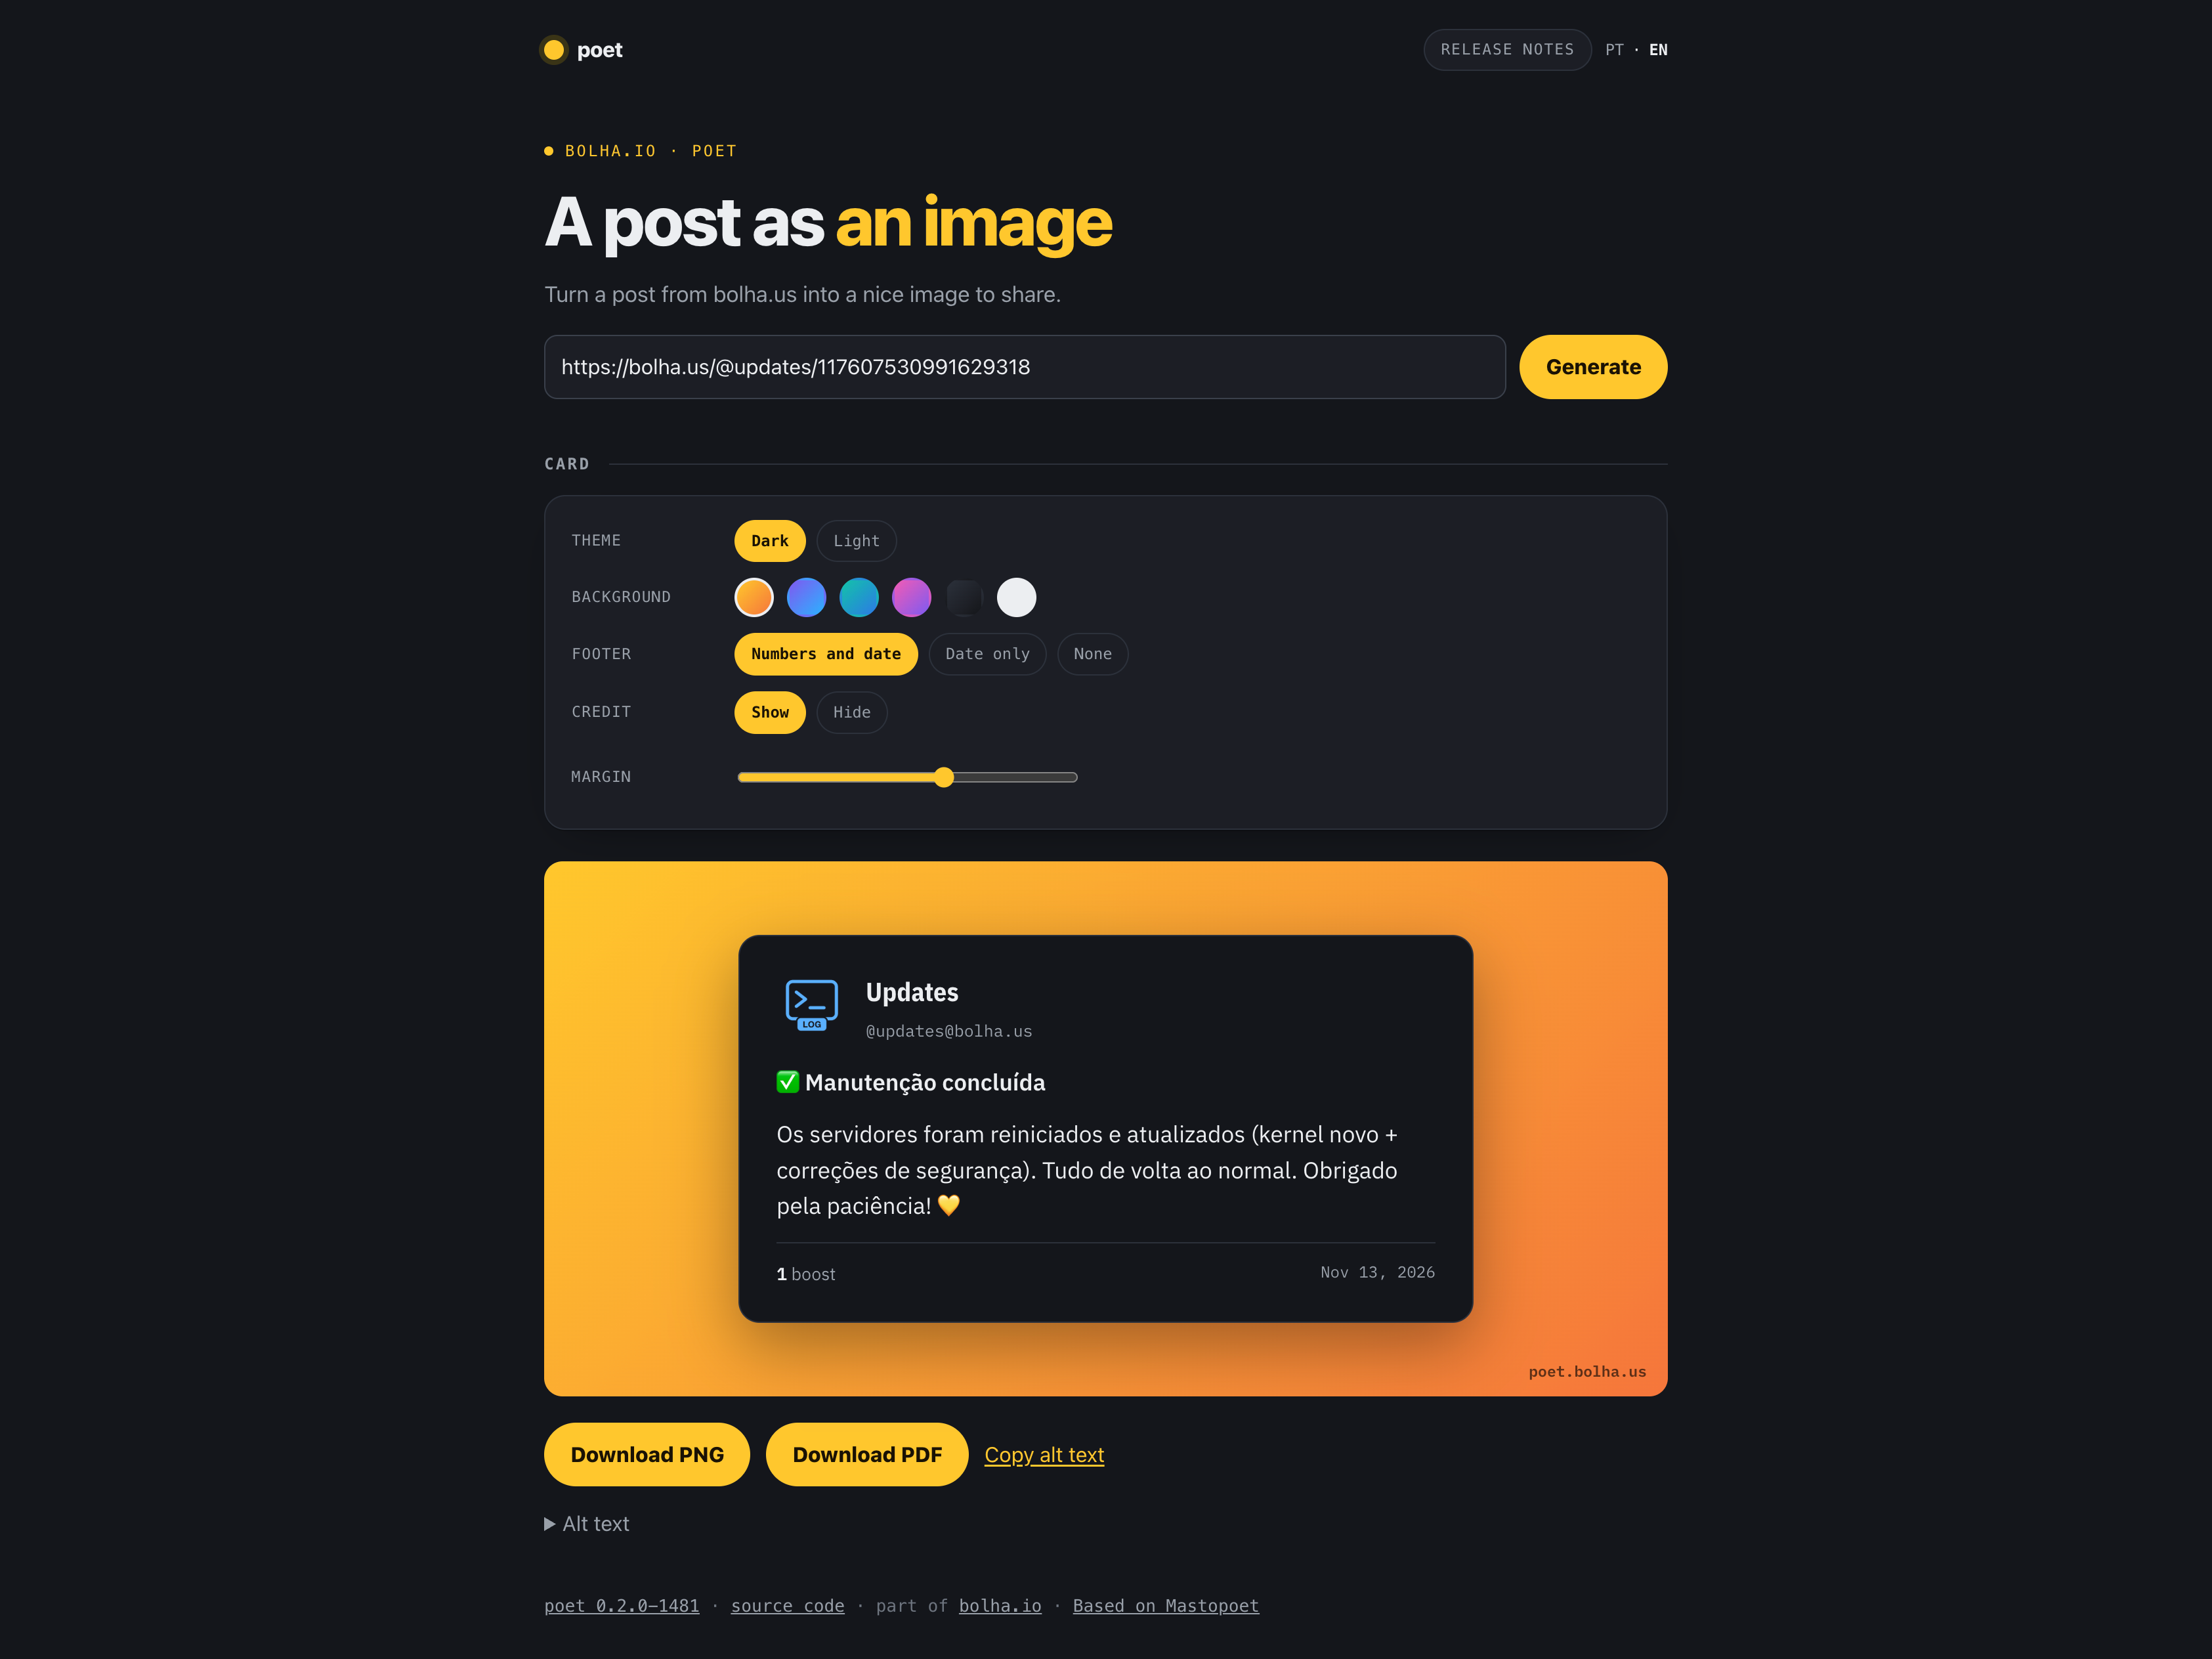 poet
RELEASE NOTES PT · EN
BOLHA.IO · POET
A post as an image
Turn a post from bolha.us into a nice image to share.
https://bolha.us/@updates/117607530991629318
Generate
CARD
THEME
Dark
Light
BACKGROUND
FOOTER
Numbers and date
Date only
None
CREDIT
Show
Hide
MARGIN
LOG
Updates
@updates@bolha.us
✅ Manutenção concluída
Os servidores foram reiniciados e atualizados (kernel novo +
correções de segurança). Tudo de volta ao normal. Obrigado
pela paciência! 💛
1 boost
Nov 13, 2026
poet.bolha.us
Download PNG
Download PDF
Copy alt text
▶ Alt text
poet 0.2.0-1481 · source code · part of bolha.io · Based on Mastopoet